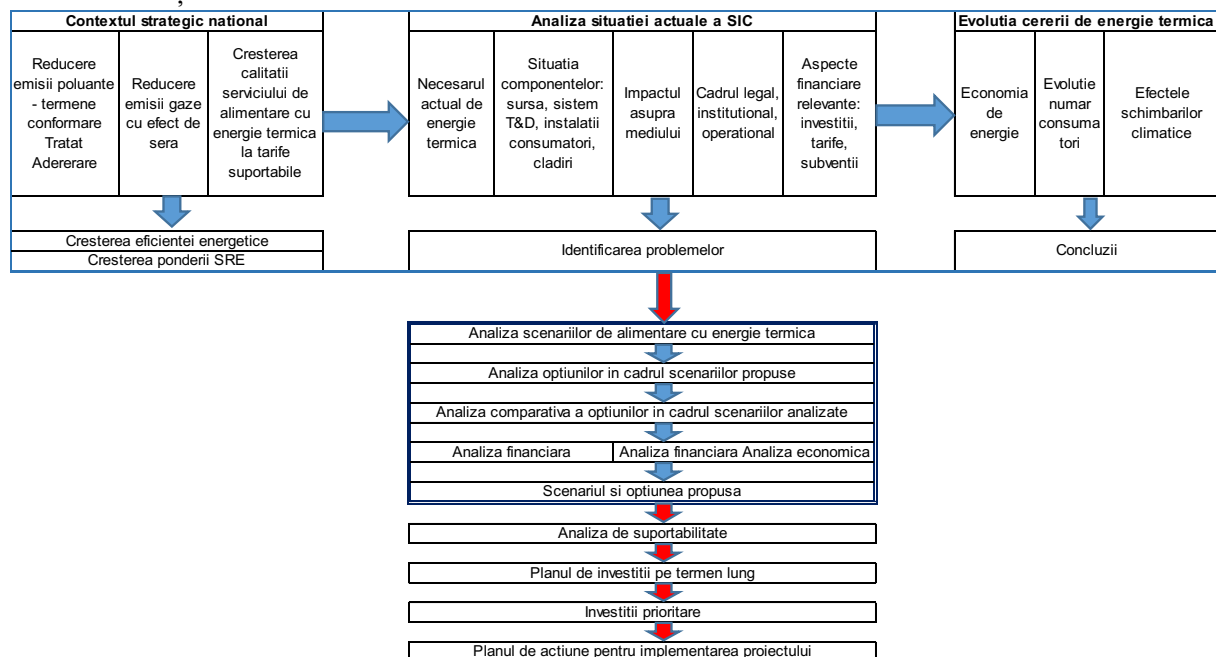 Contextul strategic national
Reducere
emisii poluante
- termene
conformare
Tratat
Adererare
Reducere
emisii gaze
cu efect de
sera
Cresterea
calitatii
serviciului de
alimentare cu
energie termica
la tarife
suportabile
Cresterea eficientei energetice
Cresterea ponderii SRE
Analiza situatiei actuale a SIC
Necesarul
actual de
energie
termica
Situatia
componentelor:
sursa, sistem
T&D, instalatii
consumatori,
cladiri
Impactul
asupra
mediului
Cadrul legal,
institutional,
operational
Aspecte
financiare
relevante:
investitii,
tarife,
subventii
Identificarea problemelor
Evolutia cererii de energie termica
Economia
de
energie
Evolutie
numar
consuma
tori
Efectele
schimbarilor
climatice
Concluzii
Analiza scenariilor de alimentare cu energie termica
Analiza optiunilor in cadrul scenariilor propuse
Analiza comparativa a optiunilor in cadrul scenariilor analizate
Analiza financiara
Analiza financiara Analiza economica
Scenariul si optiunea propusa
Analiza de suportabilitate
Planul de investitii pe termen lung
Investitii prioritare
Planul de actiune pentru implementarea proiectului